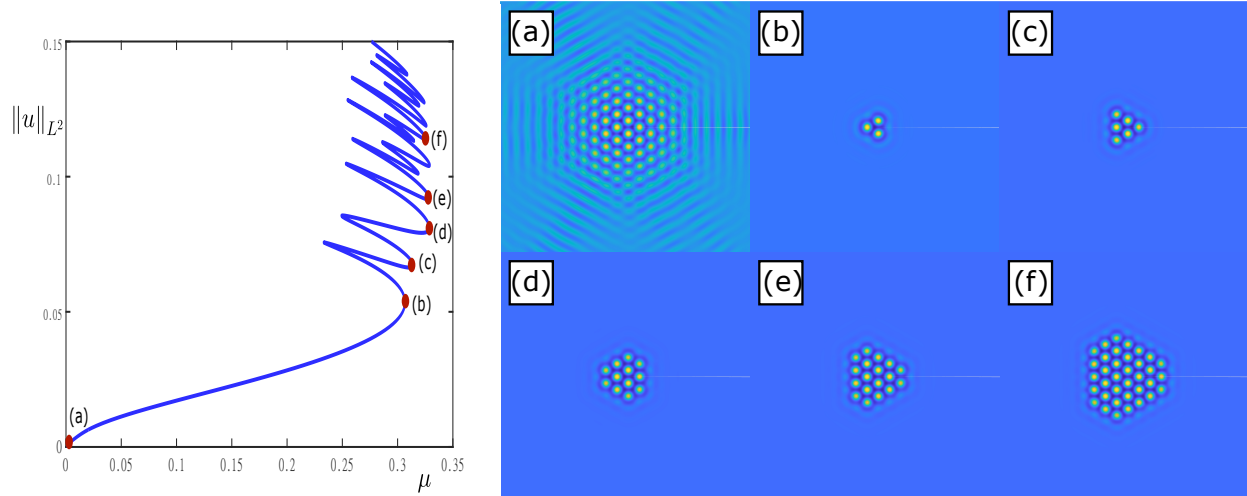 0.15
‖u‖_{L²}
0.1
0.05
0
(a)
(b)
(c)
(d)
(e)
(f)
0 0.05 0.1 0.15 0.2 0.25 0.3 0.35
μ
(a) (b) (c)
(d) (e) (f)